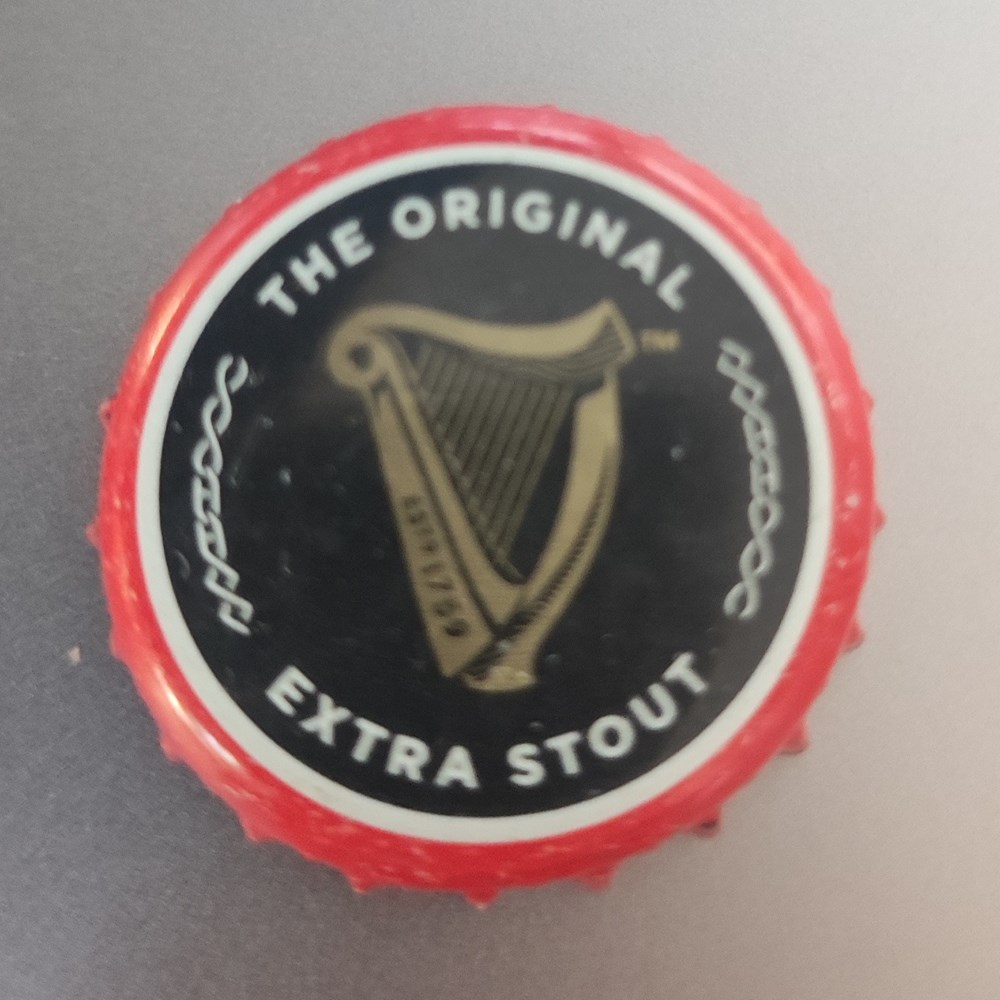 THE ORIGINAL
TM
ESTD 1759
EXTRA STOUT